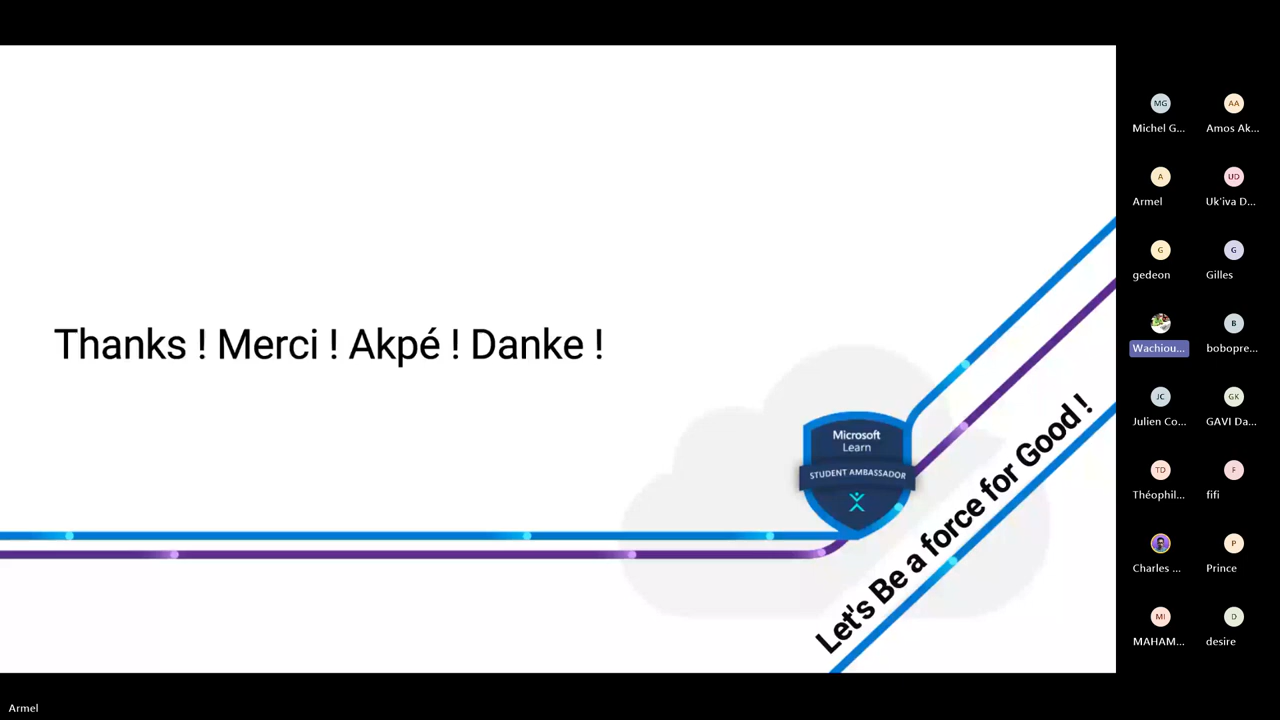 Thanks ! Merci ! Akpé ! Danke !
Microsoft
Learn
STUDENT AMBASSADOR
Let's Be a force for Good !
MG
Michel G...
AA
Amos Ak...
A
Armel
UD
Uk'iva D...
G
gedeon
G
Gilles
Wachiou...
B
bobopre...
JC
Julien Co...
GK
GAVI Da...
TD
Théophil...
F
fifi
Charles ...
P
Prince
MI
MAHAM...
D
desire
Armel